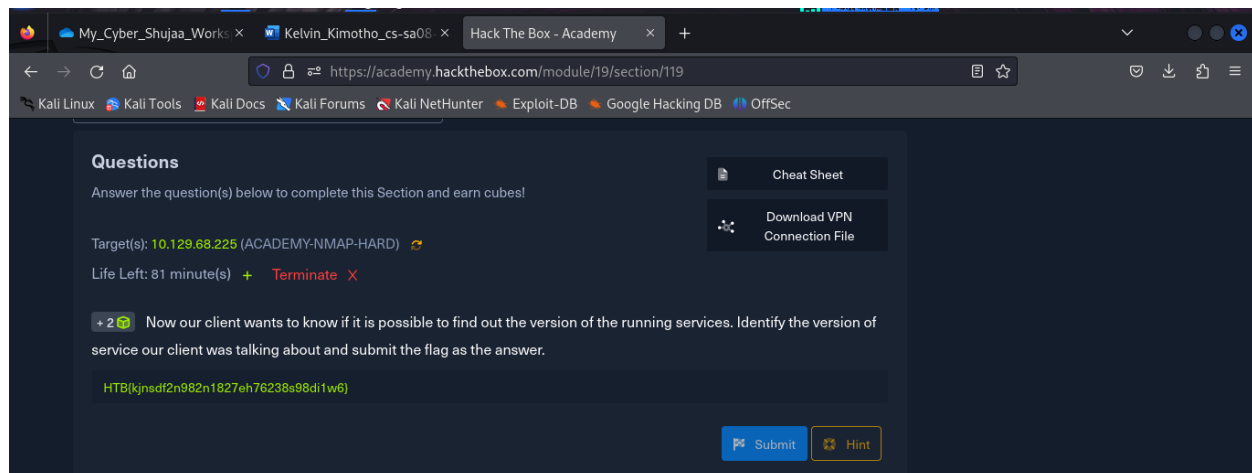 My_Cyber_Shujaa_Works
Kelvin_Kimotho_cs-sa08-
Hack The Box - Academy
https://academy.hackthebox.com/module/19/section/119
Kali Linux Kali Tools Kali Docs Kali Forums Kali NetHunter Exploit-DB Google Hacking DB OffSec
Questions
Answer the question(s) below to complete this Section and earn cubes!
Cheat Sheet
Download VPN
Connection File
Target(s): 10.129.68.225 (ACADEMY-NMAP-HARD)
Life Left: 81 minute(s) + Terminate X
+ 2 Now our client wants to know if it is possible to find out the version of the running services. Identify the version of
service our client was talking about and submit the flag as the answer.
HTB{kjnsdf2n982n1827eh76238s98di1w6}
Submit
Hint